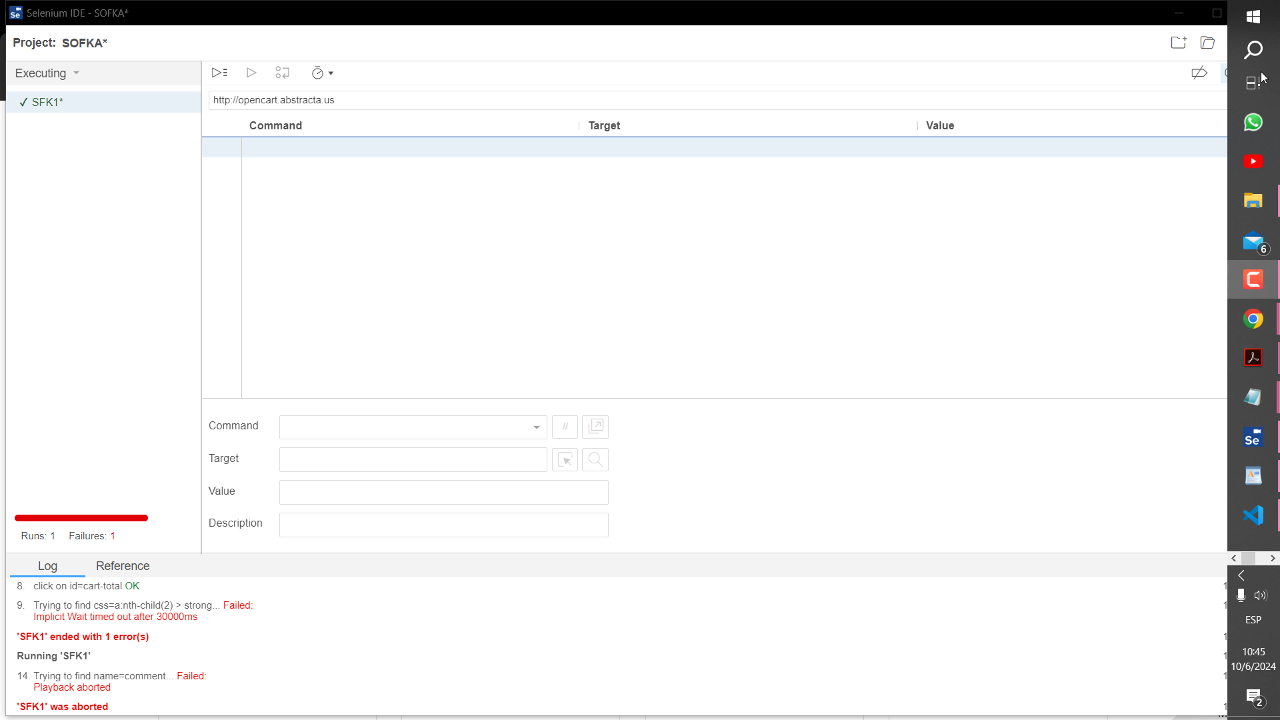 Selenium IDE - SOFKA*
Project: SOFKA*
Executing
✓ SFK1*
http://opencart.abstracta.us
Command Target Value
Command
//
Target
Value
Description
Runs: 1 Failures: 1
Log Reference
8. click on id=cart-total OK
9. Trying to find css=a:nth-child(2) > strong... Failed:
Implicit Wait timed out after 30000ms
'SFK1' ended with 1 error(s)
Running 'SFK1'
14. Trying to find name=comment... Failed:
Playback aborted
'SFK1' was aborted
6
Se
ESP
10:45
10/6/2024
2